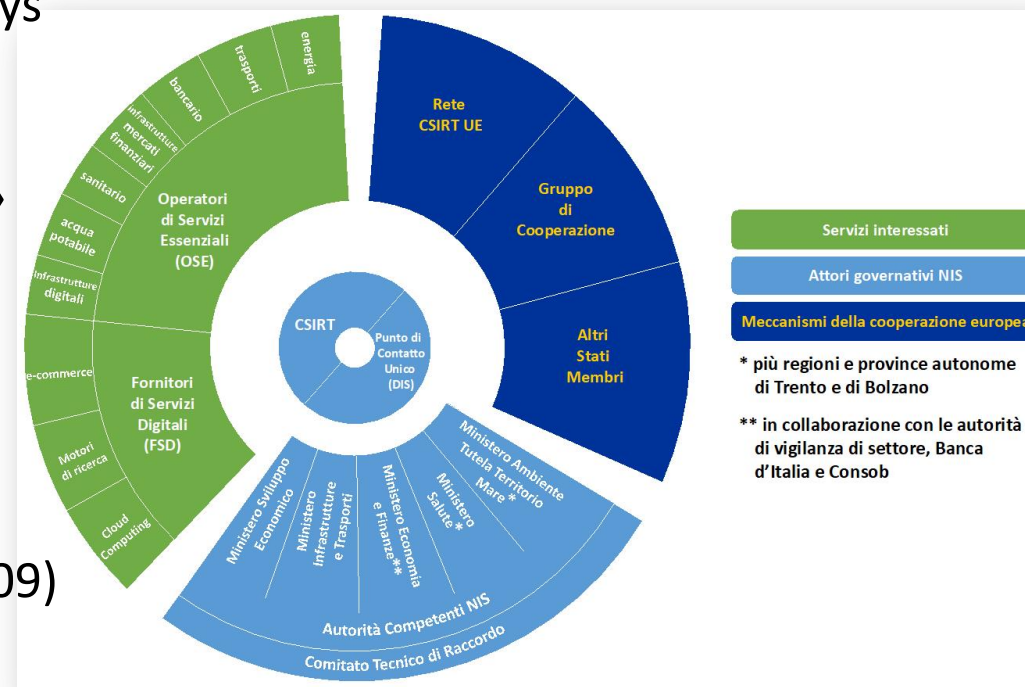 ys
09)
energia
trasporti
bancario
infrastrutture
mercati
finanziari
sanitario
acqua
potabile
infrastrutture
digitali
e-commerce
Motori
di ricerca
Cloud
Computing
Operatori
di Servizi
Essenziali
(OSE)
Fornitori
di Servizi
Digitali
(FSD)
CSIRT
Punto di
Contatto
Unico
(DIS)
Rete
CSIRT UE
Gruppo
di
Cooperazione
Altri
Stati
Membri
Ministero Sviluppo
Economico
Ministero
Infrastrutture
e Trasporti
Ministero Economia
e Finanze**
Ministero
Salute*
Ministero Ambiente
Tutela Territorio
Mare*
Autorità Competenti NIS
Comitato Tecnico di Raccordo
Servizi interessati
Attori governativi NIS
Meccanismi della cooperazione europea
* più regioni e province autonome
di Trento e di Bolzano
** in collaborazione con le autorità
di vigilanza di settore, Banca
d'Italia e Consob